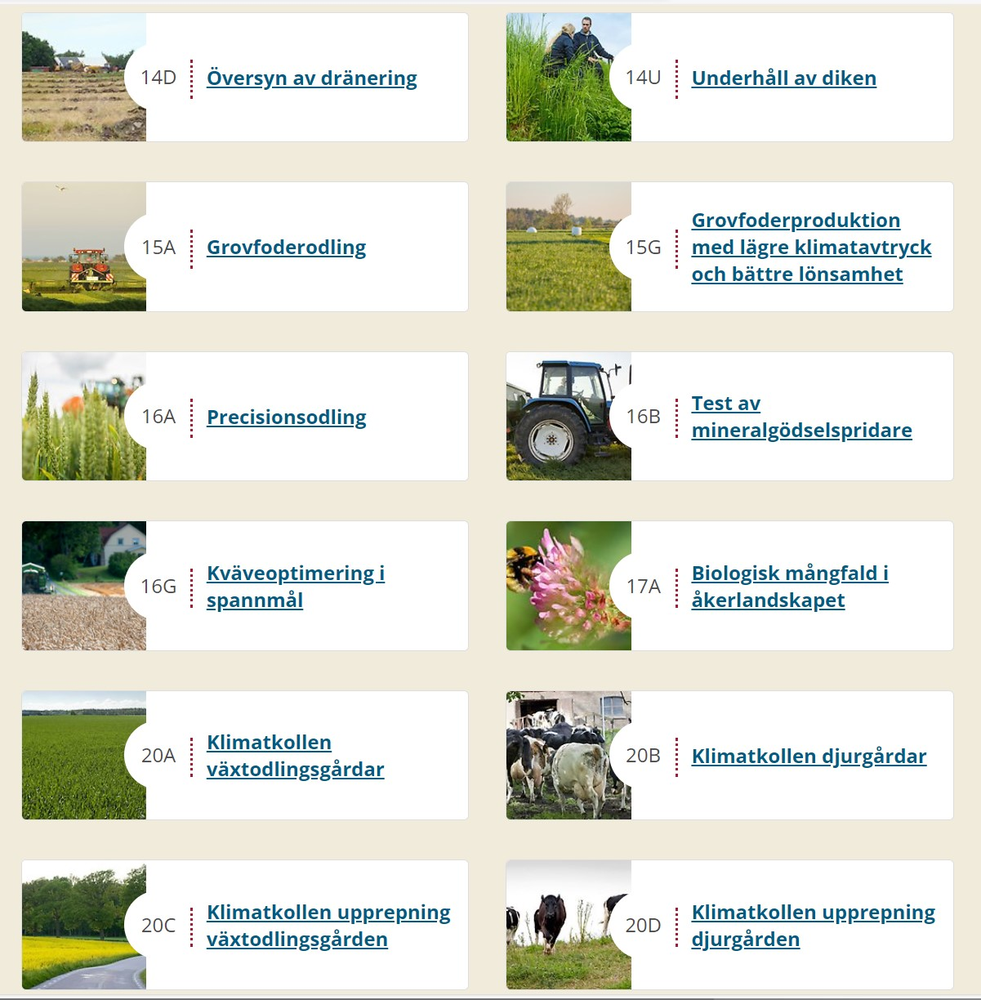 14D
Översyn av dränering
14U
Underhåll av diken
15A
Grovfoderodling
15G
Grovfoderproduktion
med lägre klimatavtryck
och bättre lönsamhet
16A
Precisionsodling
16B
Test av
mineralgödselspridare
16G
Kväveoptimering i
spannmål
17A
Biologisk mångfald i
åkerlandskapet
20A
Klimatkollen
växtodlingsgårdar
20B
Klimatkollen djurgårdar
20C
Klimatkollen upprepning
växtodlingsgården
20D
Klimatkollen upprepning
djurgården